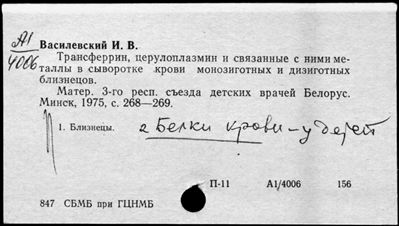 А1
4006
Василевский И. В.
Трансферрин, церулоплазмин и связанные с ними ме-
таллы в сыворотке крови монозиготных и дизиготных
близнецов.
Матер. 3-го респ. съезда детских врачей Белорус.
Минск, 1975, с. 268—269.
1. Близнецы. 2 Белки крови - у детей
П-11 А1/4006 156
847 СБМБ при ГЦНМБ